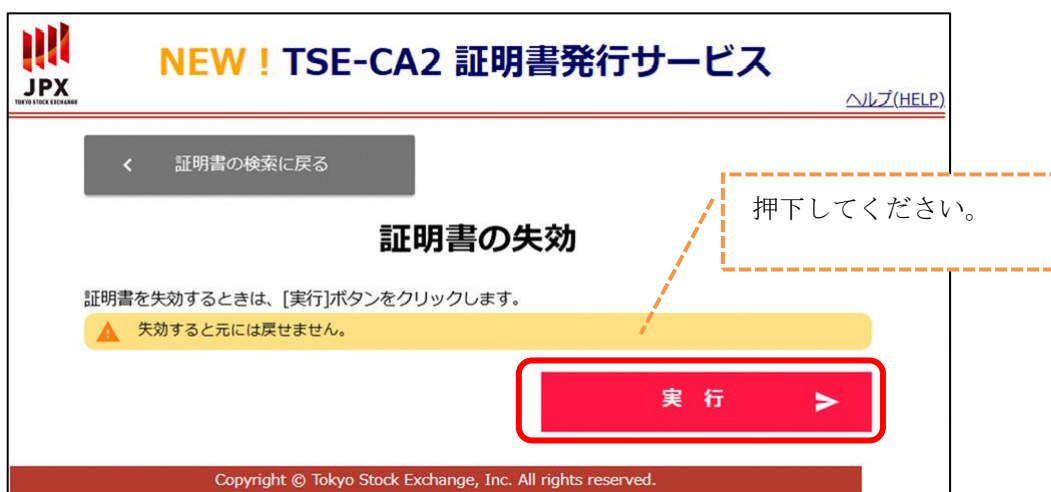 JPX
TOKYO STOCK EXCHANGE
NEW！TSE-CA2 証明書発行サービス
ヘルプ(HELP)
証明書の検索に戻る
押下してください。
証明書の失効
証明書を失効するときは、[実行]ボタンをクリックします。
失効すると元には戻せません。
実 行
Copyright © Tokyo Stock Exchange, Inc. All rights reserved.